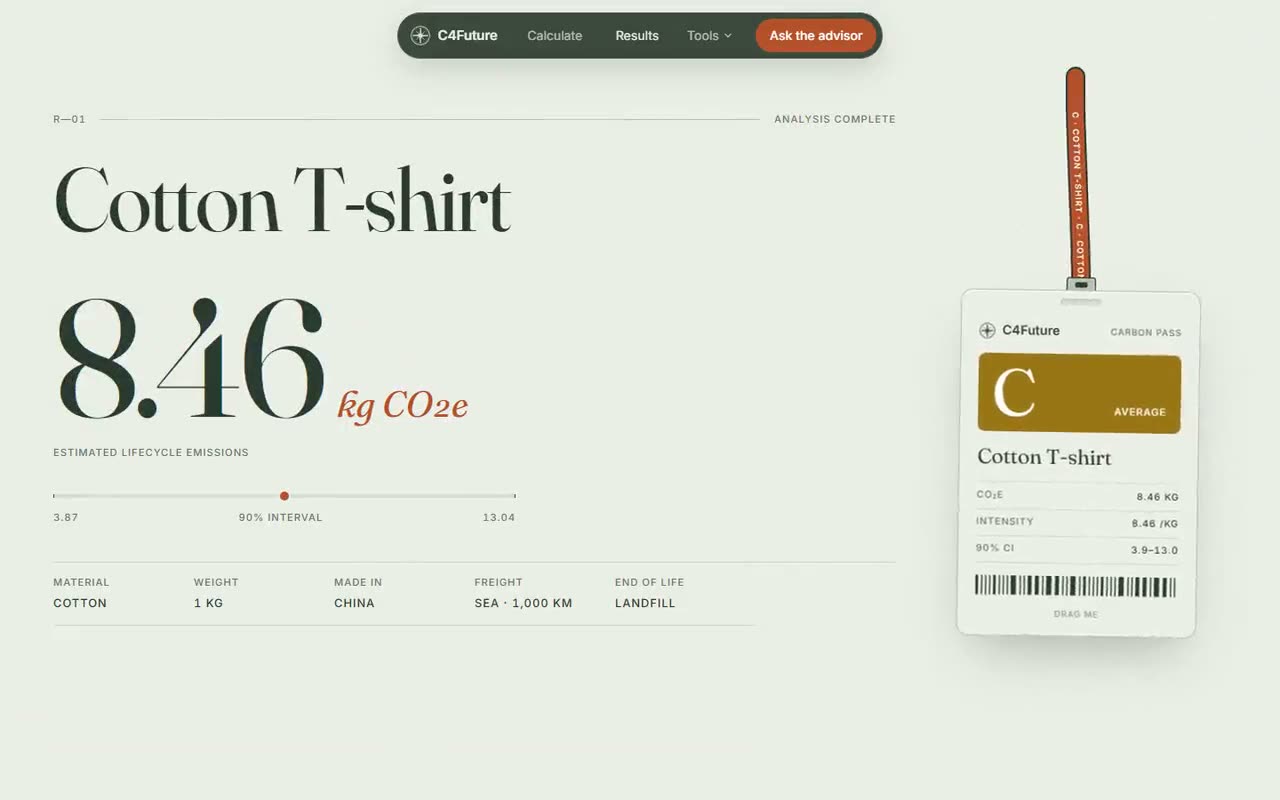 C4Future Calculate Results Tools Ask the advisor
R—01 ANALYSIS COMPLETE
Cotton T-shirt
8.46 kg CO2e
ESTIMATED LIFECYCLE EMISSIONS
3.87 90% INTERVAL 13.04
MATERIAL WEIGHT MADE IN FREIGHT END OF LIFE
COTTON 1 KG CHINA SEA · 1,000 KM LANDFILL
C · COTTON T-SHIRT · C · COTTON
C4Future CARBON PASS
C AVERAGE
Cotton T-shirt
CO₂E 8.46 KG
INTENSITY 8.46 /KG
90% CI 3.9–13.0
DRAG ME